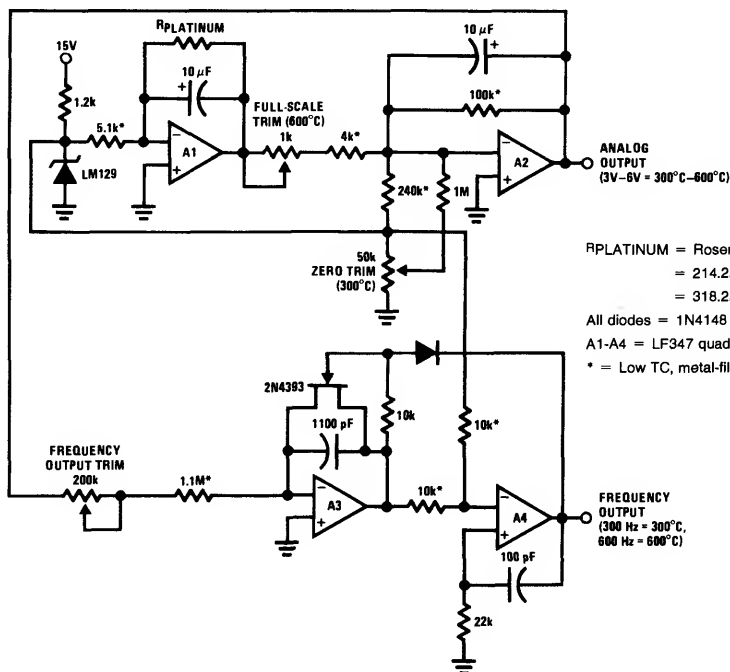 RPLATINUM
15V
10 μF
+
10 μF
+
1.2k
FULL-SCALE
TRIM (600°C)
1k
100k*
5.1k*
4k*
−
A1
+
−
A2
+
ANALOG
OUTPUT
(3V–6V = 300°C–600°C)
LM129
240k*
1M
50k
ZERO TRIM
(300°C)
RPLATINUM = Roser
= 214.2
= 318.2
All diodes = 1N4148
A1-A4 = LF347 quad
* = Low TC, metal-fil
2N4393
10k
10k*
1100 pF
FREQUENCY
OUTPUT TRIM
200k
1.1M*
−
A3
+
10k*
−
A4
+
FREQUENCY
OUTPUT
(300 Hz = 300°C,
600 Hz = 600°C)
100 pF
22k